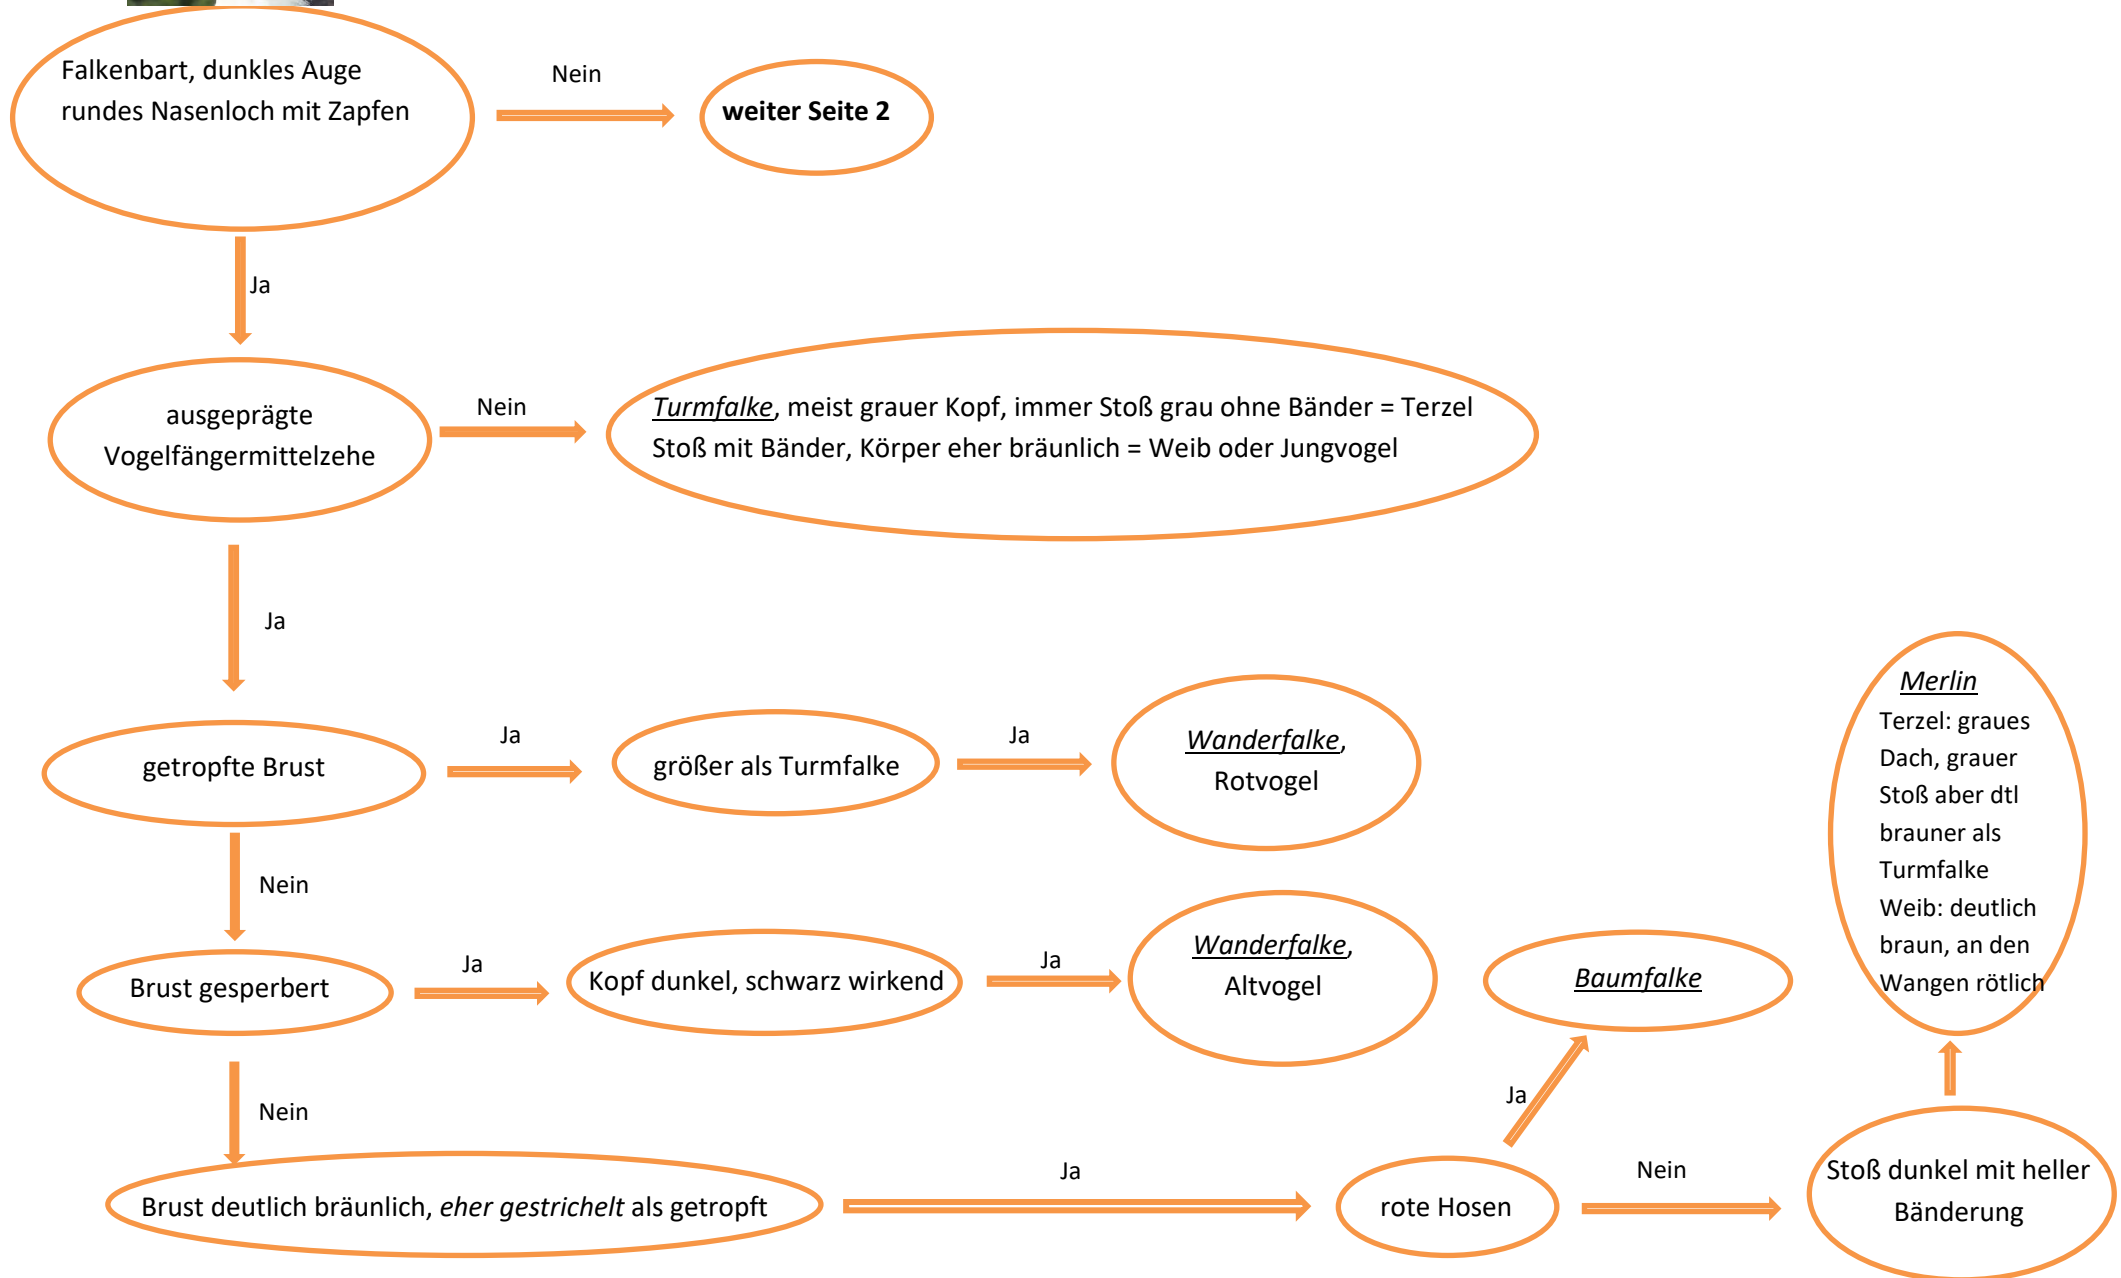 Falkenbart, dunkles Auge
rundes Nasenloch mit Zapfen
Nein
weiter Seite 2
Ja
ausgeprägte
Vogelfängermittelzehe
Nein
Turmfalke, meist grauer Kopf, immer Stoß grau ohne Bänder = Terzel
Stoß mit Bänder, Körper eher bräunlich = Weib oder Jungvogel
Ja
getropfte Brust
Ja
größer als Turmfalke
Ja
Wanderfalke,
Rotvogel
Nein
Brust gesperbert
Ja
Kopf dunkel, schwarz wirkend
Ja
Wanderfalke,
Altvogel
Nein
Brust deutlich bräunlich, eher gestrichelt als getropft
Ja
rote Hosen
Ja
Baumfalke
Nein
Stoß dunkel mit heller
Bänderung
Merlin
Terzel: graues
Dach, grauer
Stoß aber dtl
brauner als
Turmfalke
Weib: deutlich
braun, an den
Wangen rötlich